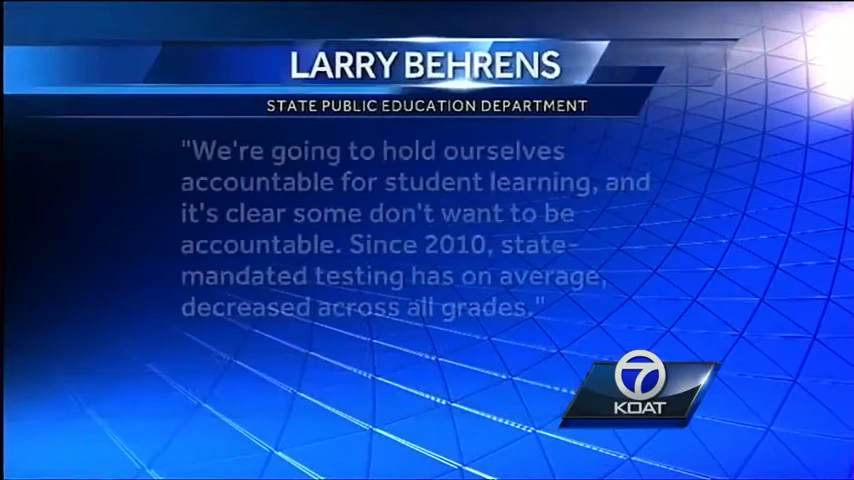 LARRY BEHRENS
STATE PUBLIC EDUCATION DEPARTMENT
"We're going to hold ourselves
accountable for student learning, and
it's clear some don't want to be
accountable. Since 2010, state-
mandated testing has on average,
decreased across all grades."
7
KOAT